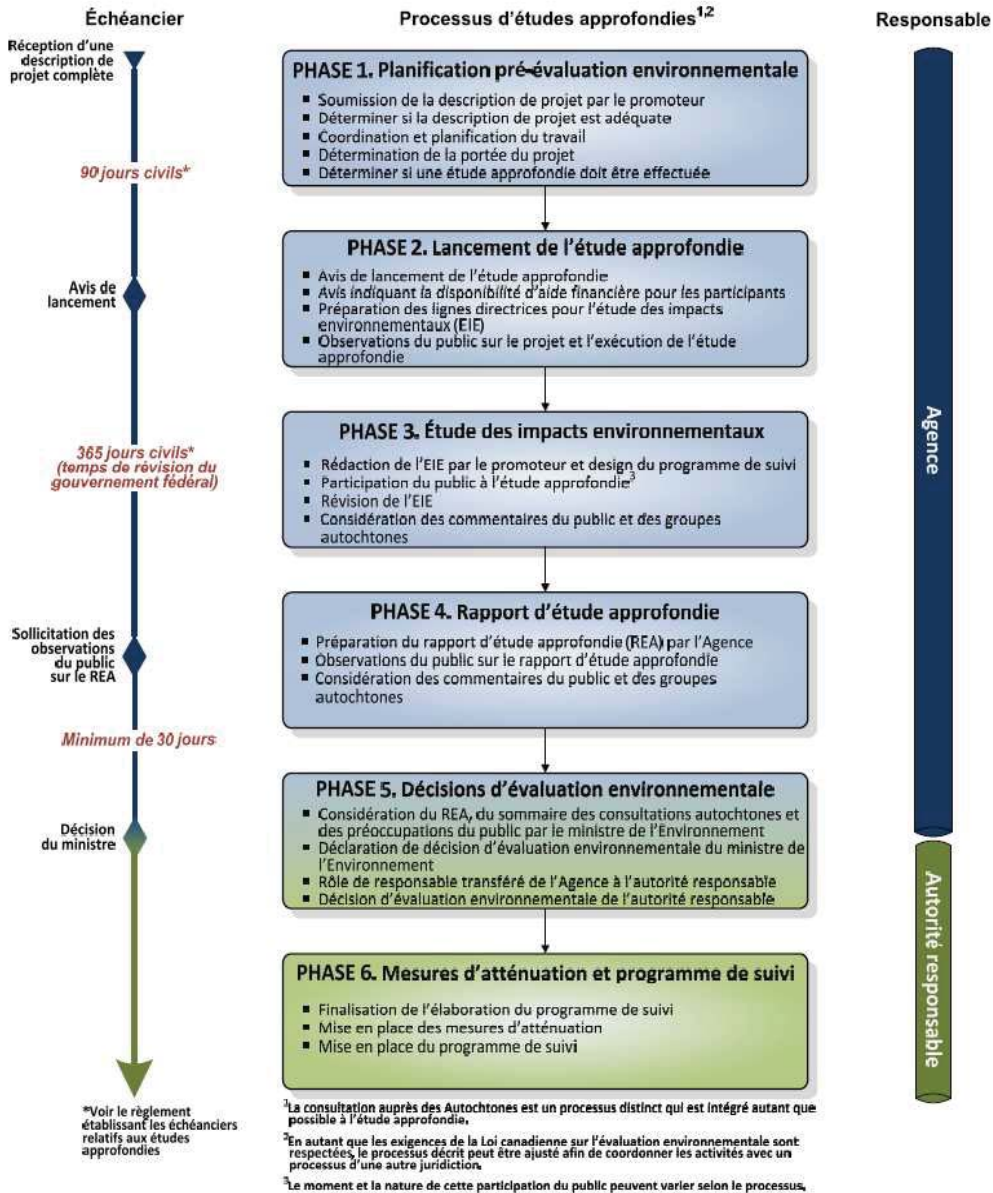 Échéancier
Processus d'études approfondies1,2
Responsable
Réception d'une
description de
projet complète
90 jours civils*
Avis de
lancement
365 jours civils*
(temps de révision du
gouvernement fédéral)
Sollicitation des
observations
du public
sur le REA
Minimum de 30 jours
Décision
du ministre
*Voir le règlement
établissant les échéanciers
relatifs aux études
approfondies
PHASE 1. Planification pré-évaluation environnementale
▪ Soumission de la description de projet par le promoteur
▪ Déterminer si la description de projet est adéquate
▪ Coordination et planification du travail
▪ Détermination de la portée du projet
▪ Déterminer si une étude approfondie doit être effectuée
PHASE 2. Lancement de l'étude approfondie
▪ Avis de lancement de l'étude approfondie
▪ Avis indiquant la disponibilité d'aide financière pour les participants
▪ Préparation des lignes directrices pour l'étude des impacts
environnementaux (EIE)
▪ Observations du public sur le projet et l'exécution de l'étude
approfondie
PHASE 3. Étude des impacts environnementaux
▪ Rédaction de l'EIE par le promoteur et design du programme de suivi
▪ Participation du public à l'étude approfondie3
▪ Révision de l'EIE
▪ Considération des commentaires du public et des groupes
autochtones
PHASE 4. Rapport d'étude approfondie
▪ Préparation du rapport d'étude approfondie (REA) par l'Agence
▪ Observations du public sur le rapport d'étude approfondie
▪ Considération des commentaires du public et des groupes
autochtones
PHASE 5. Décisions d'évaluation environnementale
▪ Considération du REA, du sommaire des consultations autochtones et
des préoccupations du public par le ministre de l'Environnement
▪ Déclaration de décision d'évaluation environnementale du ministre de
l'Environnement
▪ Rôle de responsable transféré de l'Agence à l'autorité responsable
▪ Décision d'évaluation environnementale de l'autorité responsable
PHASE 6. Mesures d'atténuation et programme de suivi
▪ Finalisation de l'élaboration du programme de suivi
▪ Mise en place des mesures d'atténuation
▪ Mise en place du programme de suivi
1La consultation auprès des Autochtones est un processus distinct qui est intégré autant que
possible à l'étude approfondie.
2En autant que les exigences de la Loi canadienne sur l'évaluation environnementale sont
respectées, le processus décrit peut être ajusté afin de coordonner les activités avec un
processus d'une autre juridiction.
3Le moment et la nature de cette participation du public peuvent varier selon le processus.
Agence
Autorité responsable